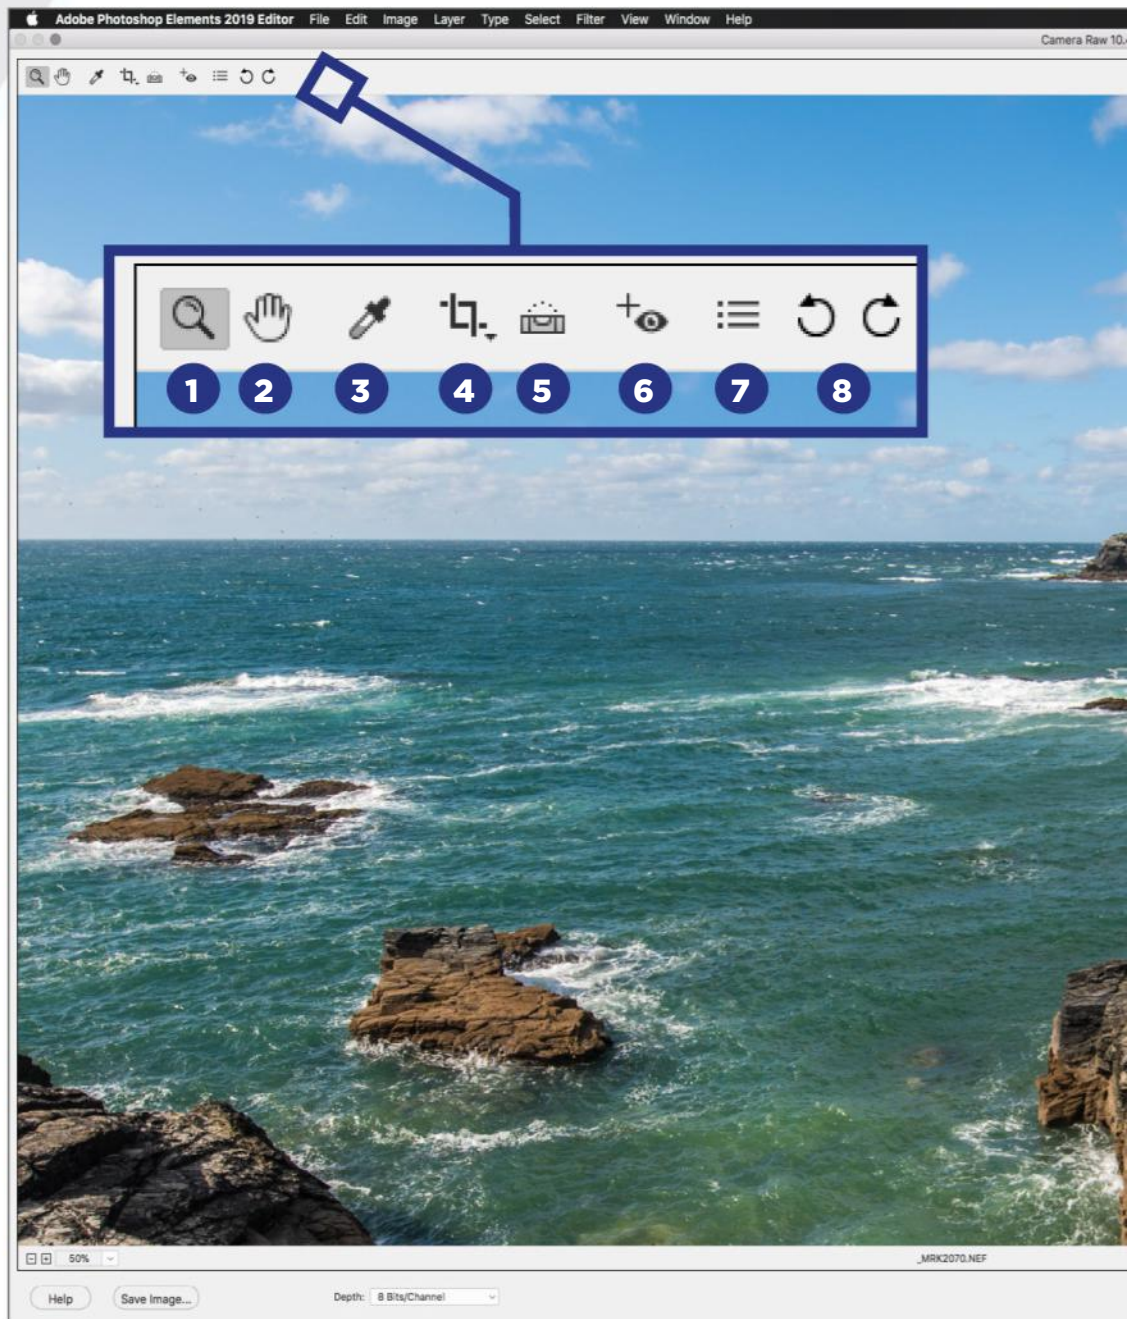 Adobe Photoshop Elements 2019 Editor File Edit Image Layer Type Select Filter View Window Help
Camera Raw 10.4
1 2 3 4 5 6 7 8
50%
_MRK2070.NEF
Help Save Image... Depth: 8 Bits/Channel